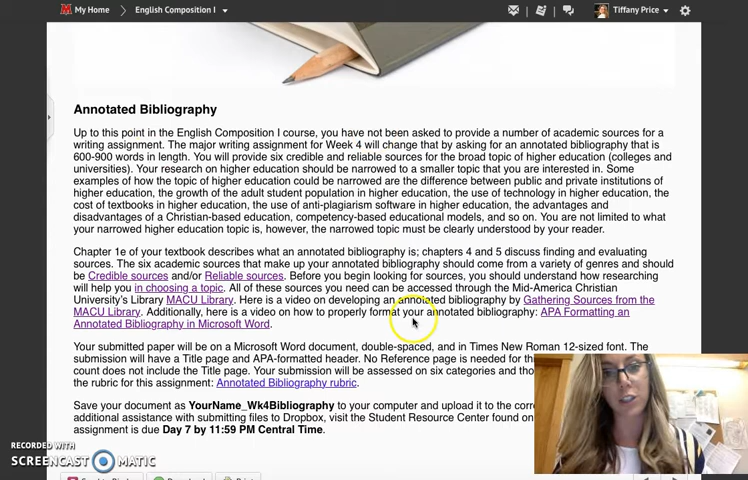 My Home
English Composition I
Tiffany Price
Annotated Bibliography
Up to this point in the English Composition I course, you have not been asked to provide a number of academic sources for a
writing assignment. The major writing assignment for Week 4 will change that by asking for an annotated bibliography that is
600-900 words in length. You will provide six credible and reliable sources for the broad topic of higher education (colleges and
universities). Your research on higher education should be narrowed to a smaller topic that you are interested in. Some
examples of how the topic of higher education could be narrowed are the difference between public and private institutions of
higher education, the growth of the adult student population in higher education, the use of technology in higher education, the
cost of textbooks in higher education, the use of anti-plagiarism software in higher education, the advantages and
disadvantages of a Christian-based education, competency-based educational models, and so on. You are not limited to what
your narrowed higher education topic is, however, the narrowed topic must be clearly understood by your reader.
Chapter 1e of your textbook describes what an annotated bibliography is; chapters 4 and 5 discuss finding and evaluating
sources. The six academic sources that make up your annotated bibliography should come from a variety of genres and should
be Credible sources and/or Reliable sources. Before you begin looking for sources, you should understand how researching
will help you in choosing a topic. All of these sources you need can be accessed through the Mid-America Christian
University's Library MACU Library. Here is a video on developing an annotated bibliography by Gathering Sources from the
MACU Library. Additionally, here is a video on how to properly format your annotated bibliography: APA Formatting an
Annotated Bibliography in Microsoft Word.
Your submitted paper will be on a Microsoft Word document, double-spaced, and in Times New Roman 12-sized font. The
submission will have a Title page and APA-formatted header. No Reference page is needed for th
count does not include the Title page. Your submission will be assessed on six categories and tho
the rubric for this assignment: Annotated Bibliography rubric.
Save your document as YourName_Wk4Bibliography to your computer and upload it to the corre
additional assistance with submitting files to Dropbox, visit the Student Resource Center found on
assignment is due Day 7 by 11:59 PM Central Time.
RECORDED WITH
SCREENCAST MATIC